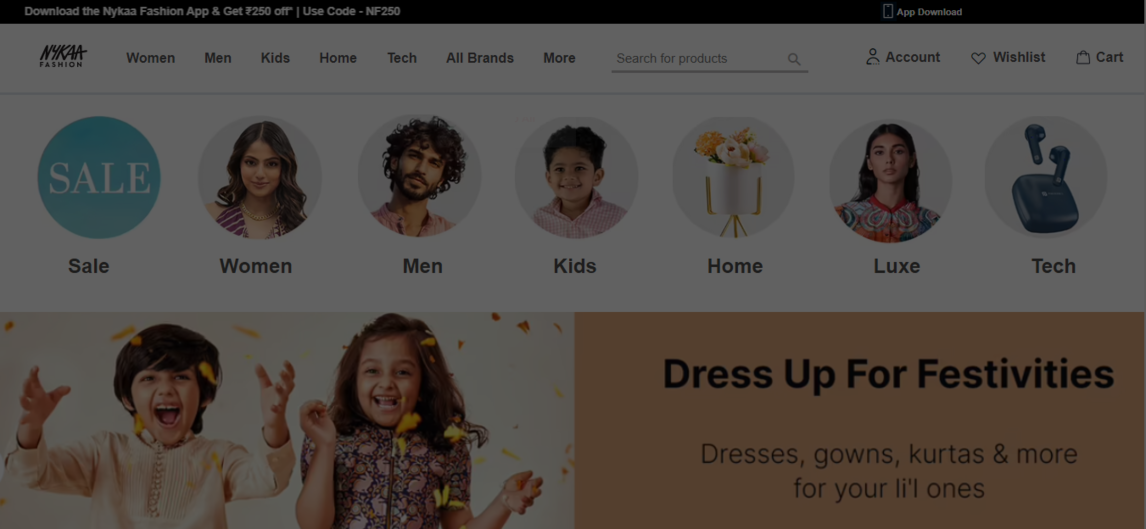 Download the Nykaa Fashion App & Get ₹250 off* | Use Code - NF250
App Download
NYKAA
FASHION
Women
Men
Kids
Home
Tech
All Brands
More
Search for products
Account
Wishlist
Cart
SALE
Sale
Women
Men
Kids
Home
Luxe
Tech
Dress Up For Festivities
Dresses, gowns, kurtas & more
for your li'l ones